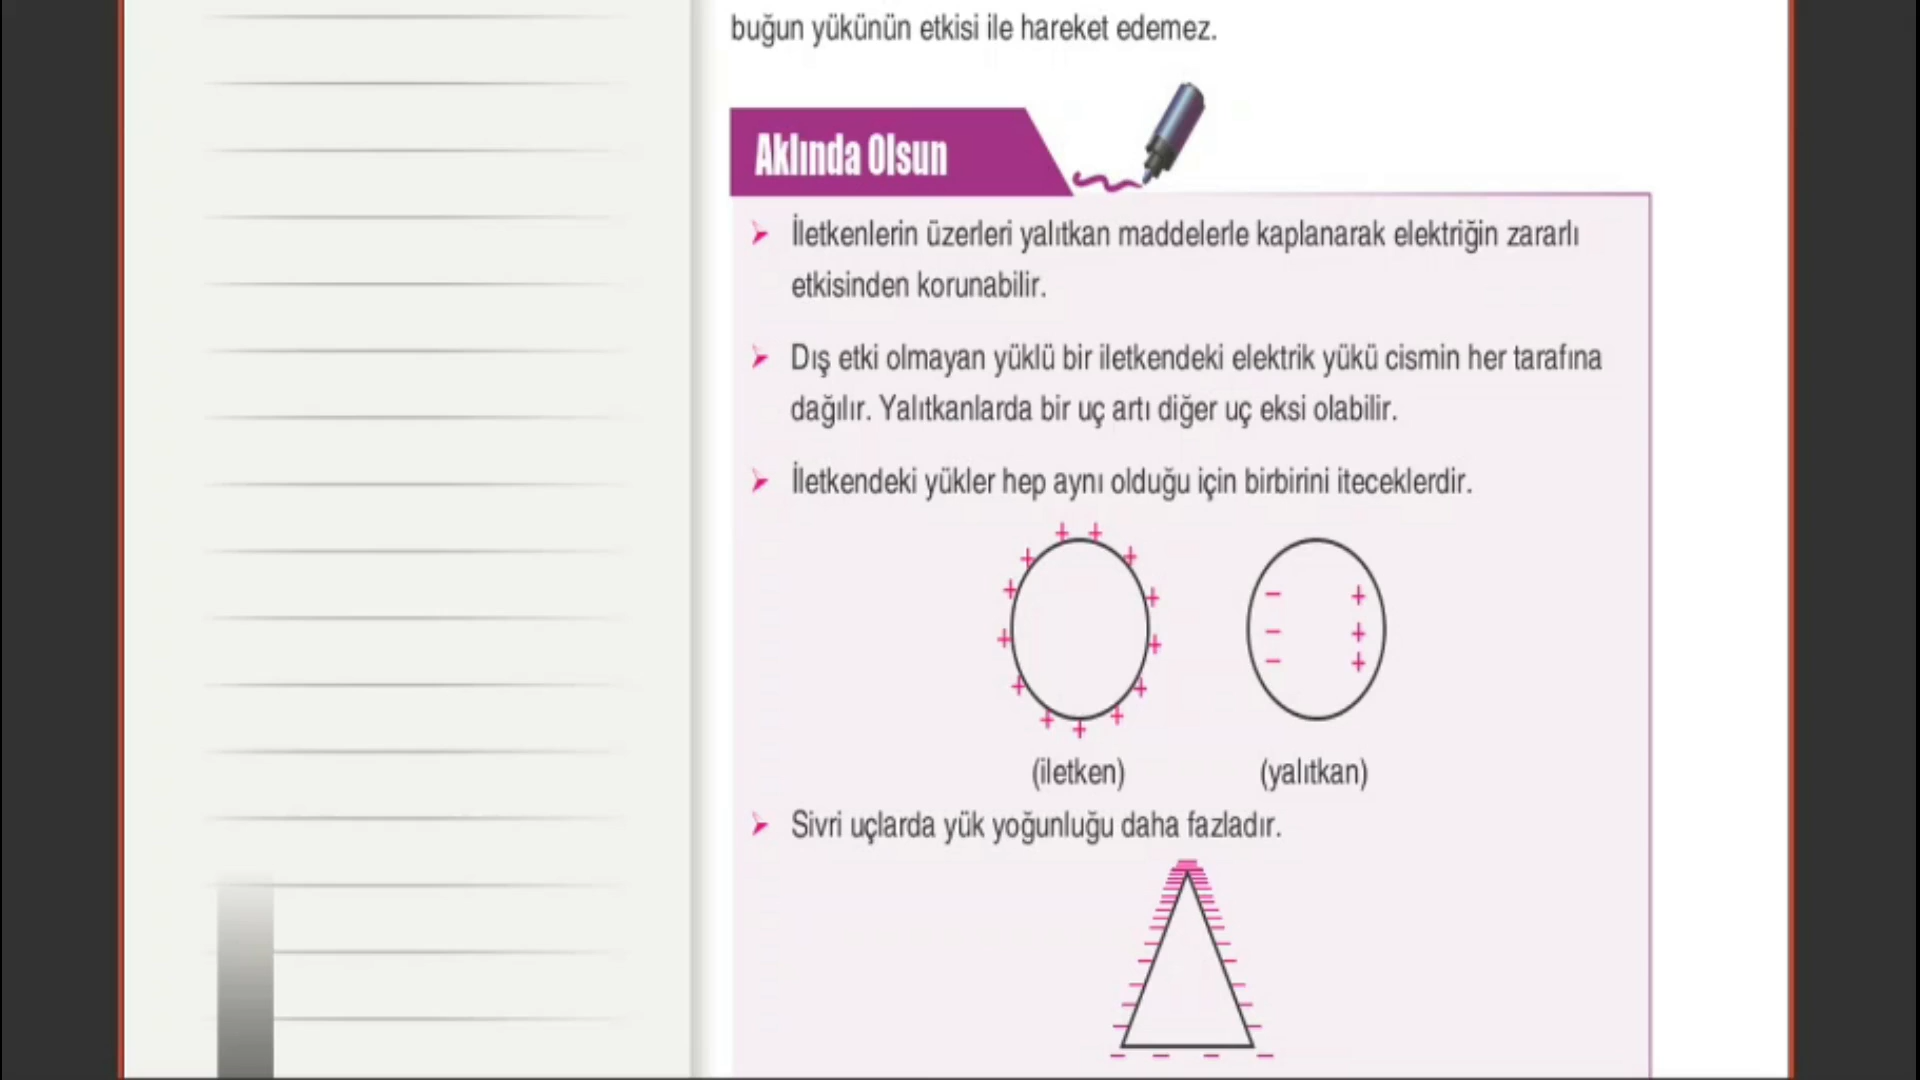 buğun yükünün etkisi ile hareket edemez.
Aklında Olsun
İletkenlerin üzerleri yalıtkan maddelerle kaplanarak elektriğin zararlı
etkisinden korunabilir.
Dış etki olmayan yüklü bir iletkendeki elektrik yükü cismin her tarafına
dağılır. Yalıtkanlarda bir uç artı diğer uç eksi olabilir.
İletkendeki yükler hep aynı olduğu için birbirini iteceklerdir.
(iletken) (yalıtkan)
Sivri uçlarda yük yoğunluğu daha fazladır.